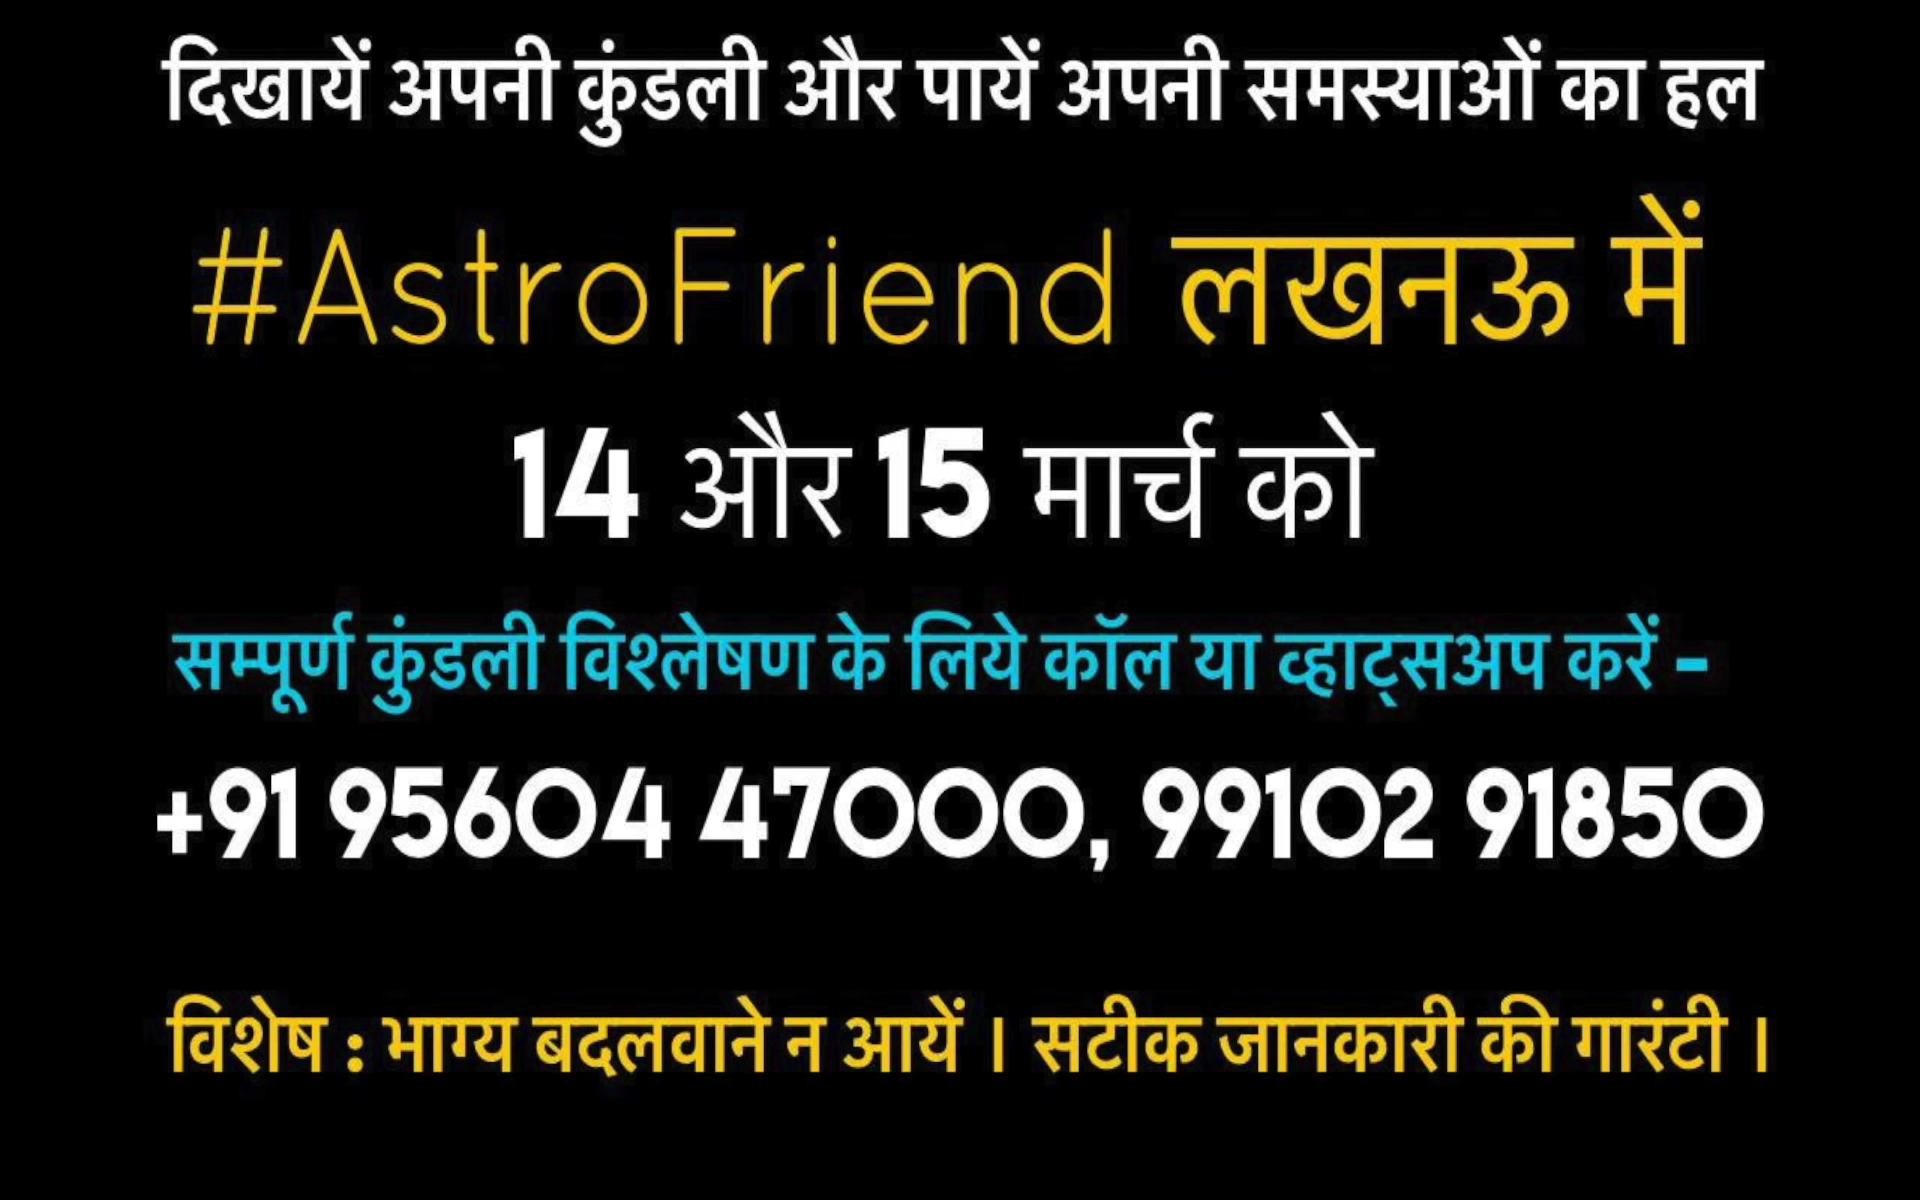 दिखायें अपनी कुंडली और पायें अपनी समस्याओं का हल
#AstroFriend लखनऊ में
14 और 15 मार्च को
सम्पूर्ण कुंडली विश्लेषण के लिये कॉल या व्हाट्सअप करें -
+91 95604 47000, 99102 91850
विशेष : भाग्य बदलवाने न आयें । सटीक जानकारी की गारंटी ।